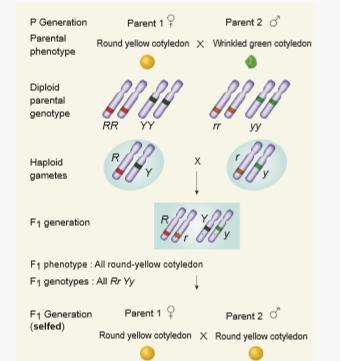 P Generation Parent 1 ♀ Parent 2 ♂
Parental phenotype Round yellow cotyledon X Wrinkled green cotyledon
Diploid parental genotype
RR YY rr yy
Haploid gametes R Y X r y
F1 generation R r Y y
F1 phenotype : All round-yellow cotyledon
F1 genotypes : All Rr Yy
F1 Generation (selfed) Parent 1 ♀ Parent 2 ♂
Round yellow cotyledon X Round yellow cotyledon